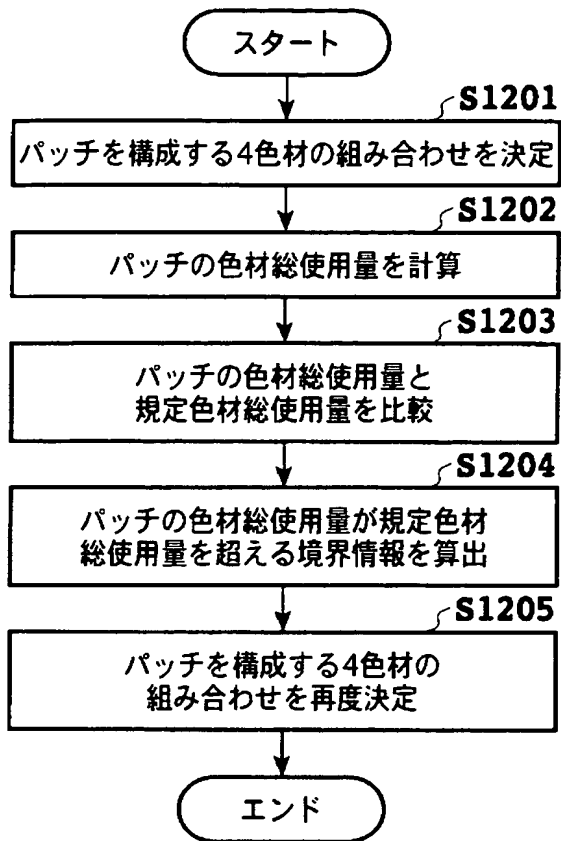 スタート
S1201
パッチを構成する4色材の組み合わせを決定
S1202
パッチの色材総使用量を計算
S1203
パッチの色材総使用量と
規定色材総使用量を比較
S1204
パッチの色材総使用量が規定色材
総使用量を超える境界情報を算出
S1205
パッチを構成する4色材の
組み合わせを再度決定
エンド